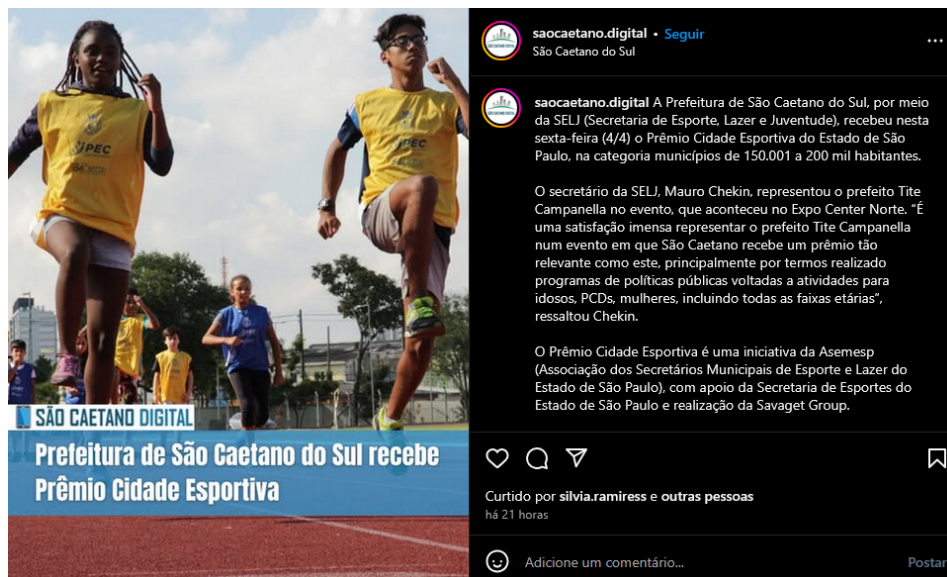 saocaetano.digital • Seguir
São Caetano do Sul
saocaetano.digital A Prefeitura de São Caetano do Sul, por meio
da SELJ (Secretaria de Esporte, Lazer e Juventude), recebeu nesta
sexta-feira (4/4) o Prêmio Cidade Esportiva do Estado de São
Paulo, na categoria municípios de 150.001 a 200 mil habitantes.
O secretário da SELJ, Mauro Chekin, representou o prefeito Tite
Campanella no evento, que aconteceu no Expo Center Norte. “É
uma satisfação imensa representar o prefeito Tite Campanella
num evento em que São Caetano recebe um prêmio tão
relevante como este, principalmente por termos realizado
programas de políticas públicas voltadas a atividades para
idosos, PCDs, mulheres, incluindo todas as faixas etárias“,
ressaltou Chekin.
O Prêmio Cidade Esportiva é uma iniciativa da Asemesp
(Associação dos Secretários Municipais de Esporte e Lazer do
Estado de São Paulo), com apoio da Secretaria de Esportes do
Estado de São Paulo e realização da Savaget Group.
Curtido por silvia.ramiress e outras pessoas
há 21 horas
Adicione um comentário...
Postar
PEC
PEC
PEC
SÃO CAETANO DIGITAL
Prefeitura de São Caetano do Sul recebe
Prêmio Cidade Esportiva